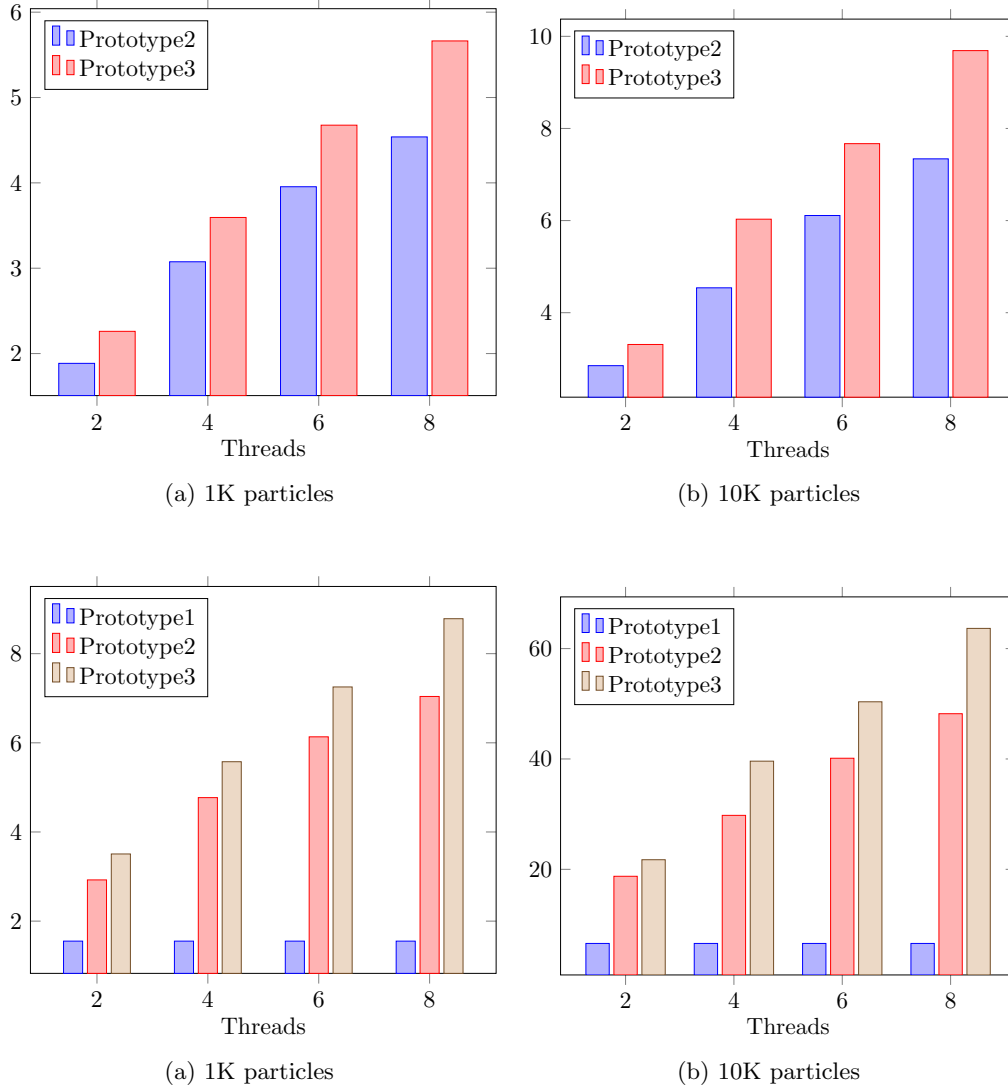 6
5
4
3
2
Prototype2
Prototype3
2 4 6 8
Threads
(a) 1K particles
10
8
6
4
Prototype2
Prototype3
2 4 6 8
Threads
(b) 10K particles
8
6
4
2
Prototype1
Prototype2
Prototype3
2 4 6 8
Threads
(a) 1K particles
60
40
20
Prototype1
Prototype2
Prototype3
2 4 6 8
Threads
(b) 10K particles